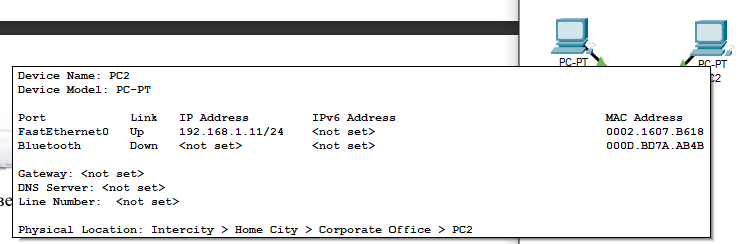 PC-PT
PC-PT
C2
Device Name: PC2
Device Model: PC-PT
Port Link IP Address IPv6 Address MAC Address
FastEthernet0 Up 192.168.1.11/24 <not set> 0002.1607.B618
Bluetooth Down <not set> <not set> 000D.BD7A.AB4B
Gateway: <not set>
DNS Server: <not set>
Line Number: <not set>
Physical Location: Intercity > Home City > Corporate Office > PC2